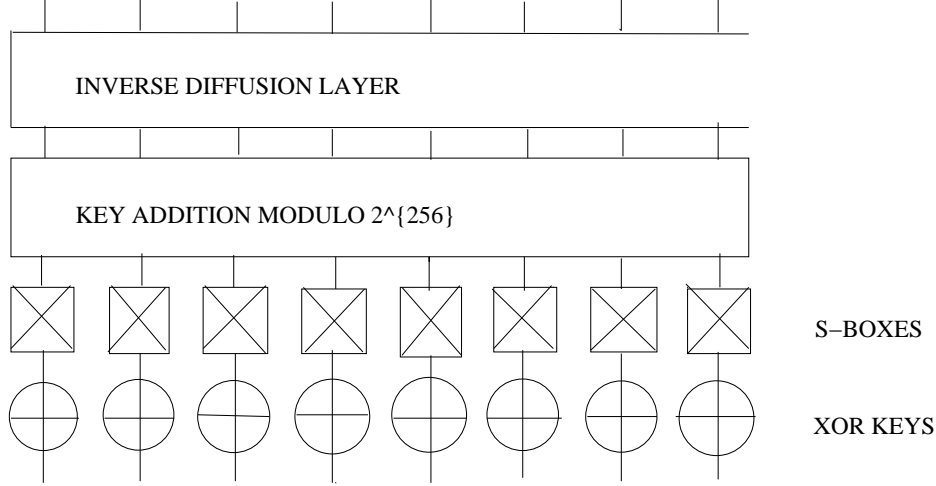 INVERSE DIFFUSION LAYER
KEY ADDITION MODULO 2^{256}
S−BOXES
XOR KEYS